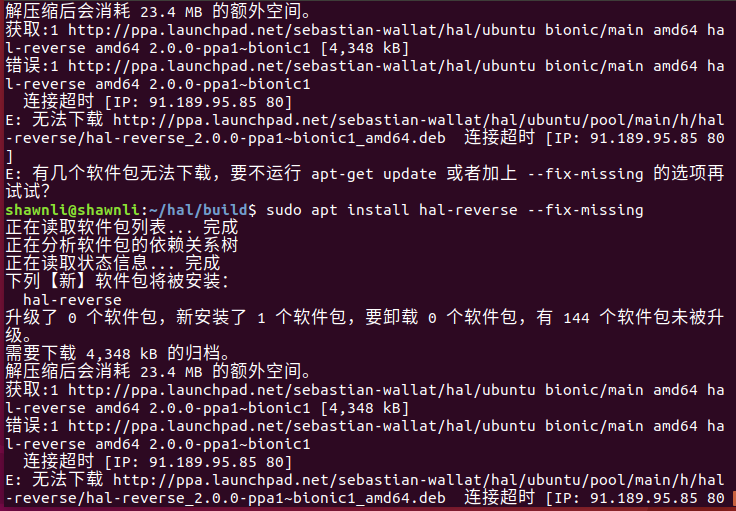 解压缩后会消耗 23.4 MB 的额外空间。
获取:1 http://ppa.launchpad.net/sebastian-wallat/hal/ubuntu bionic/main amd64 ha
l-reverse amd64 2.0.0-ppa1~bionic1 [4,348 kB]
错误:1 http://ppa.launchpad.net/sebastian-wallat/hal/ubuntu bionic/main amd64 ha
l-reverse amd64 2.0.0-ppa1~bionic1
  连接超时 [IP: 91.189.95.85 80]
E: 无法下载 http://ppa.launchpad.net/sebastian-wallat/hal/ubuntu/pool/main/h/hal
-reverse/hal-reverse_2.0.0-ppa1~bionic1_amd64.deb  连接超时 [IP: 91.189.95.85 80
]
E: 有几个软件包无法下载，要不运行 apt-get update 或者加上 --fix-missing 的选项再
试试？
shawnli@shawnli:~/hal/build$ sudo apt install hal-reverse --fix-missing
正在读取软件包列表... 完成
正在分析软件包的依赖关系树
正在读取状态信息... 完成
下列【新】软件包将被安装：
  hal-reverse
升级了 0 个软件包，新安装了 1 个软件包，要卸载 0 个软件包，有 144 个软件包未被升
级。
需要下载 4,348 kB 的归档。
解压缩后会消耗 23.4 MB 的额外空间。
获取:1 http://ppa.launchpad.net/sebastian-wallat/hal/ubuntu bionic/main amd64 ha
l-reverse amd64 2.0.0-ppa1~bionic1 [4,348 kB]
错误:1 http://ppa.launchpad.net/sebastian-wallat/hal/ubuntu bionic/main amd64 ha
l-reverse amd64 2.0.0-ppa1~bionic1
  连接超时 [IP: 91.189.95.85 80]
E: 无法下载 http://ppa.launchpad.net/sebastian-wallat/hal/ubuntu/pool/main/h/hal
-reverse/hal-reverse_2.0.0-ppa1~bionic1_amd64.deb  连接超时 [IP: 91.189.95.85 80